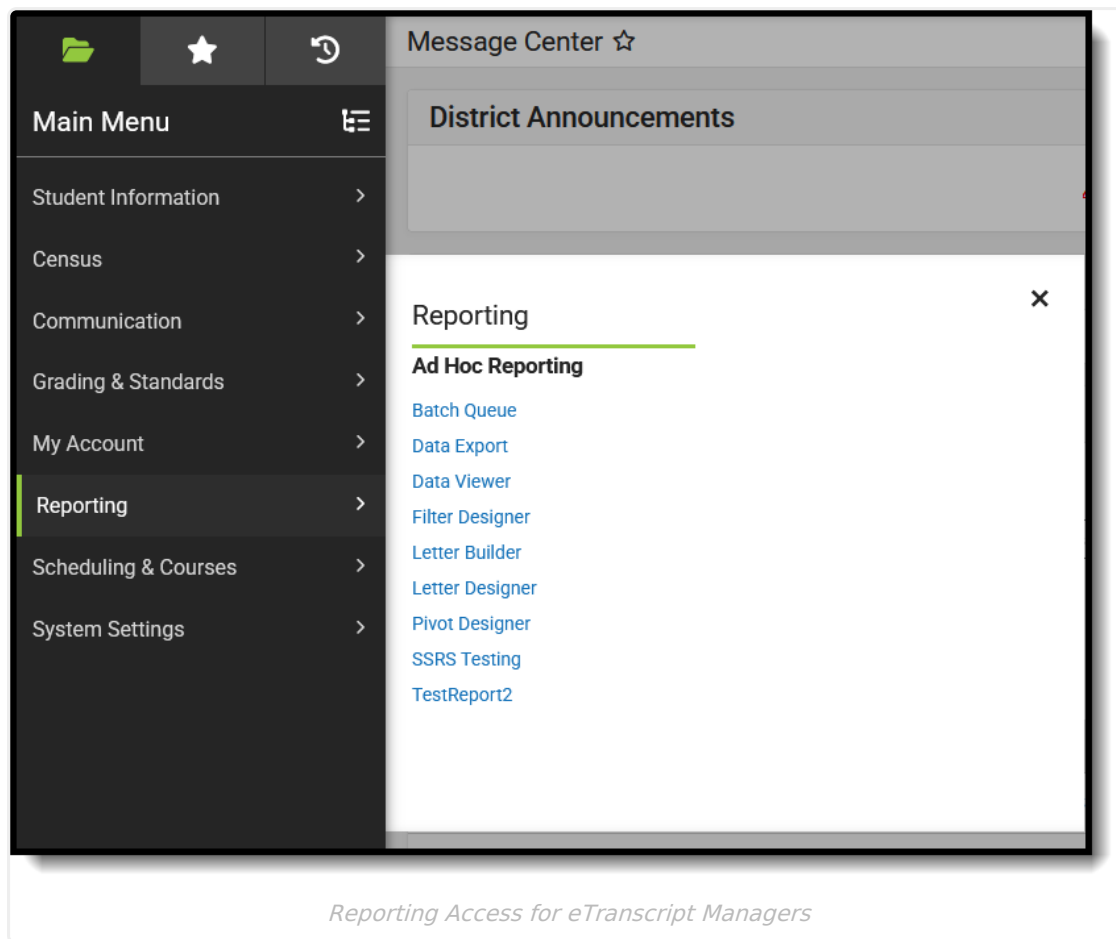 Message Center
Main Menu
District Announcements
Student Information
Census
Communication
Grading & Standards
My Account
Reporting
Scheduling & Courses
System Settings
Reporting
Ad Hoc Reporting
Batch Queue
Data Export
Data Viewer
Filter Designer
Letter Builder
Letter Designer
Pivot Designer
SSRS Testing
TestReport2
Reporting Access for eTranscript Managers